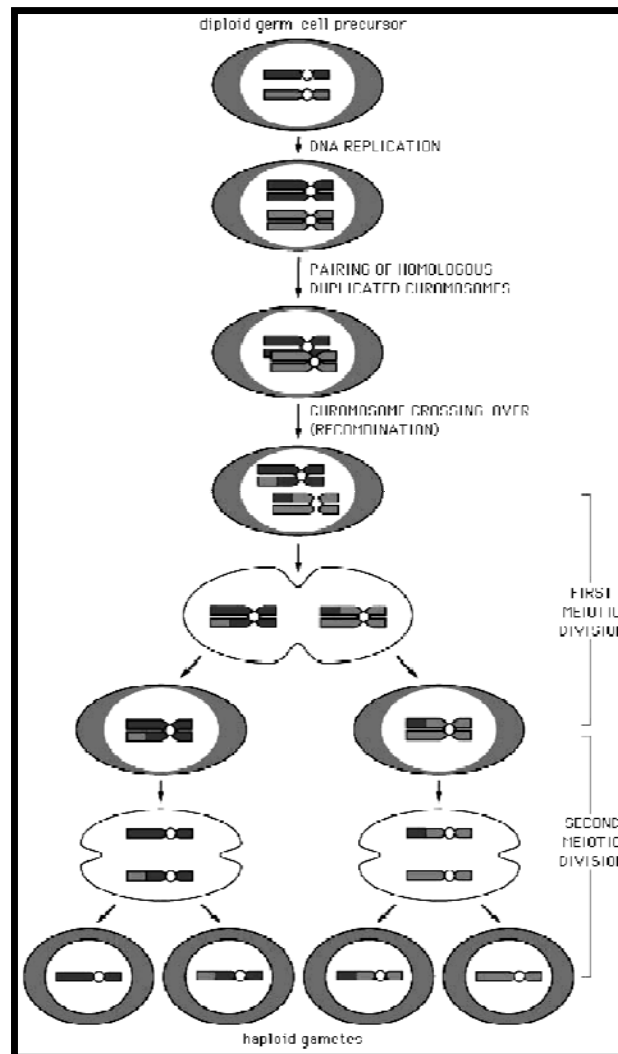 diploid germ cell precursor
DNA REPLICATION
PAIRING OF HOMOLOGOUS
DUPLICATED CHROMOSOMES
CHROMOSOME CROSSING-OVER
(RECOMBINATION)
FIRST
MEIOTIC
DIVISION
SECOND
MEIOTIC
DIVISION
haploid gametes